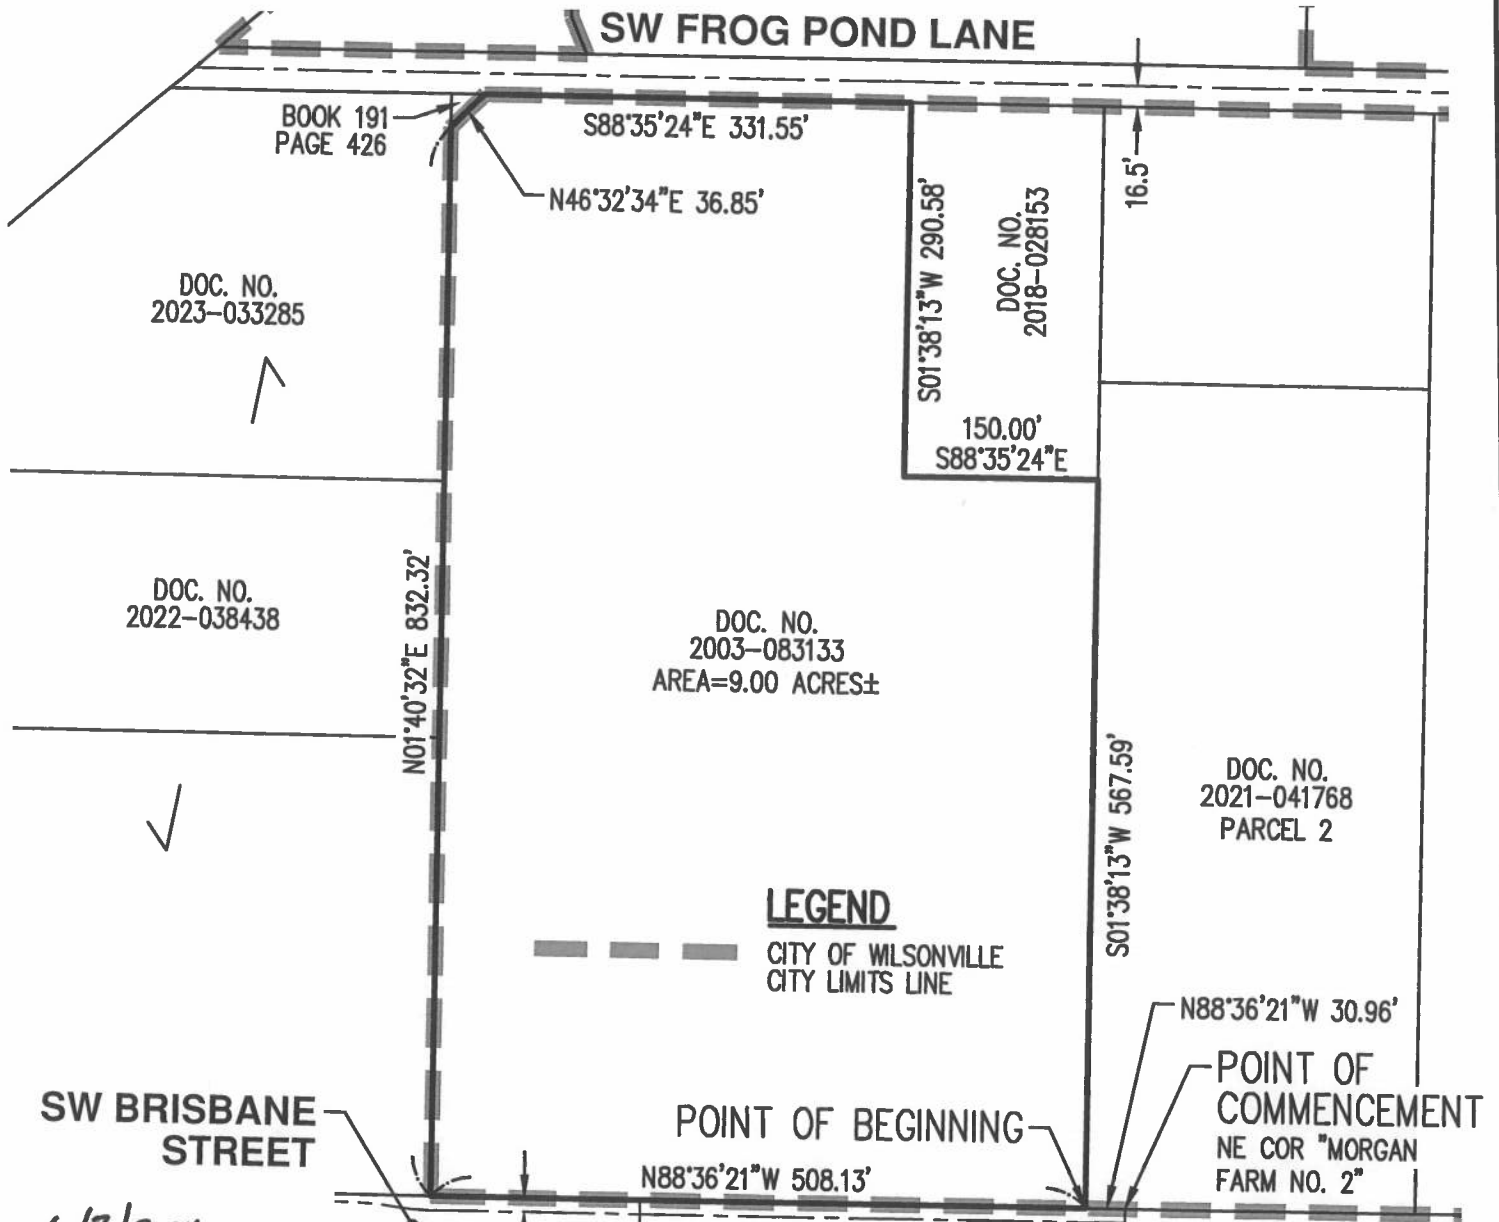 SW FROG POND LANE
BOOK 191
PAGE 426
S88°35'24"E 331.55'
N46°32'34"E 36.85'
16.5'
S01°38'13"W 290.58'
DOC. NO.
2018-028153
DOC. NO.
2023-033285
150.00'
S88°35'24"E
N01°40'32"E 832.32'
DOC. NO.
2022-038438
DOC. NO.
2003-083133
AREA=9.00 ACRES±
S01°38'13"W 567.59'
DOC. NO.
2021-041768
PARCEL 2
LEGEND
CITY OF WILSONVILLE
CITY LIMITS LINE
N88°36'21"W 30.96'
POINT OF
COMMENCEMENT
NE COR "MORGAN
FARM NO. 2"
SW BRISBANE
STREET
POINT OF BEGINNING
N88°36'21"W 508.13'